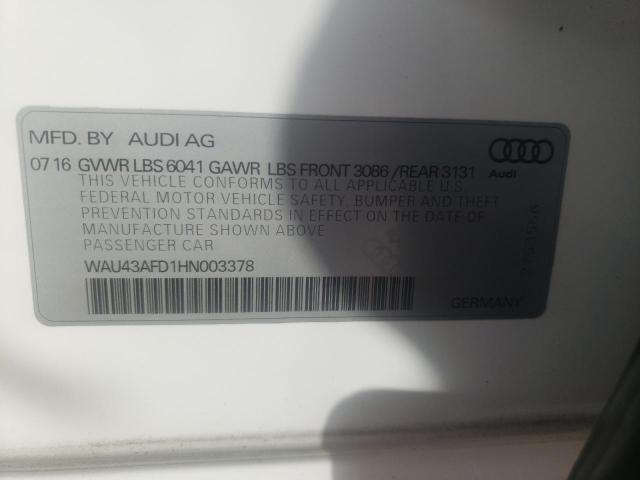 MFD. BY AUDI AG
07 16 GVWR LBS 6041 GAWR LBS FRONT 3086 /REAR 3131
Audi
THIS VEHICLE CONFORMS TO ALL APPLICABLE U.S.
FEDERAL MOTOR VEHICLE SAFETY, BUMPER AND THEFT
PREVENTION STANDARDS IN EFFECT ON THE DATE OF
MANUFACTURE SHOWN ABOVE
PASSENGER CAR
WAU43AFD1HN003378
GERMANY